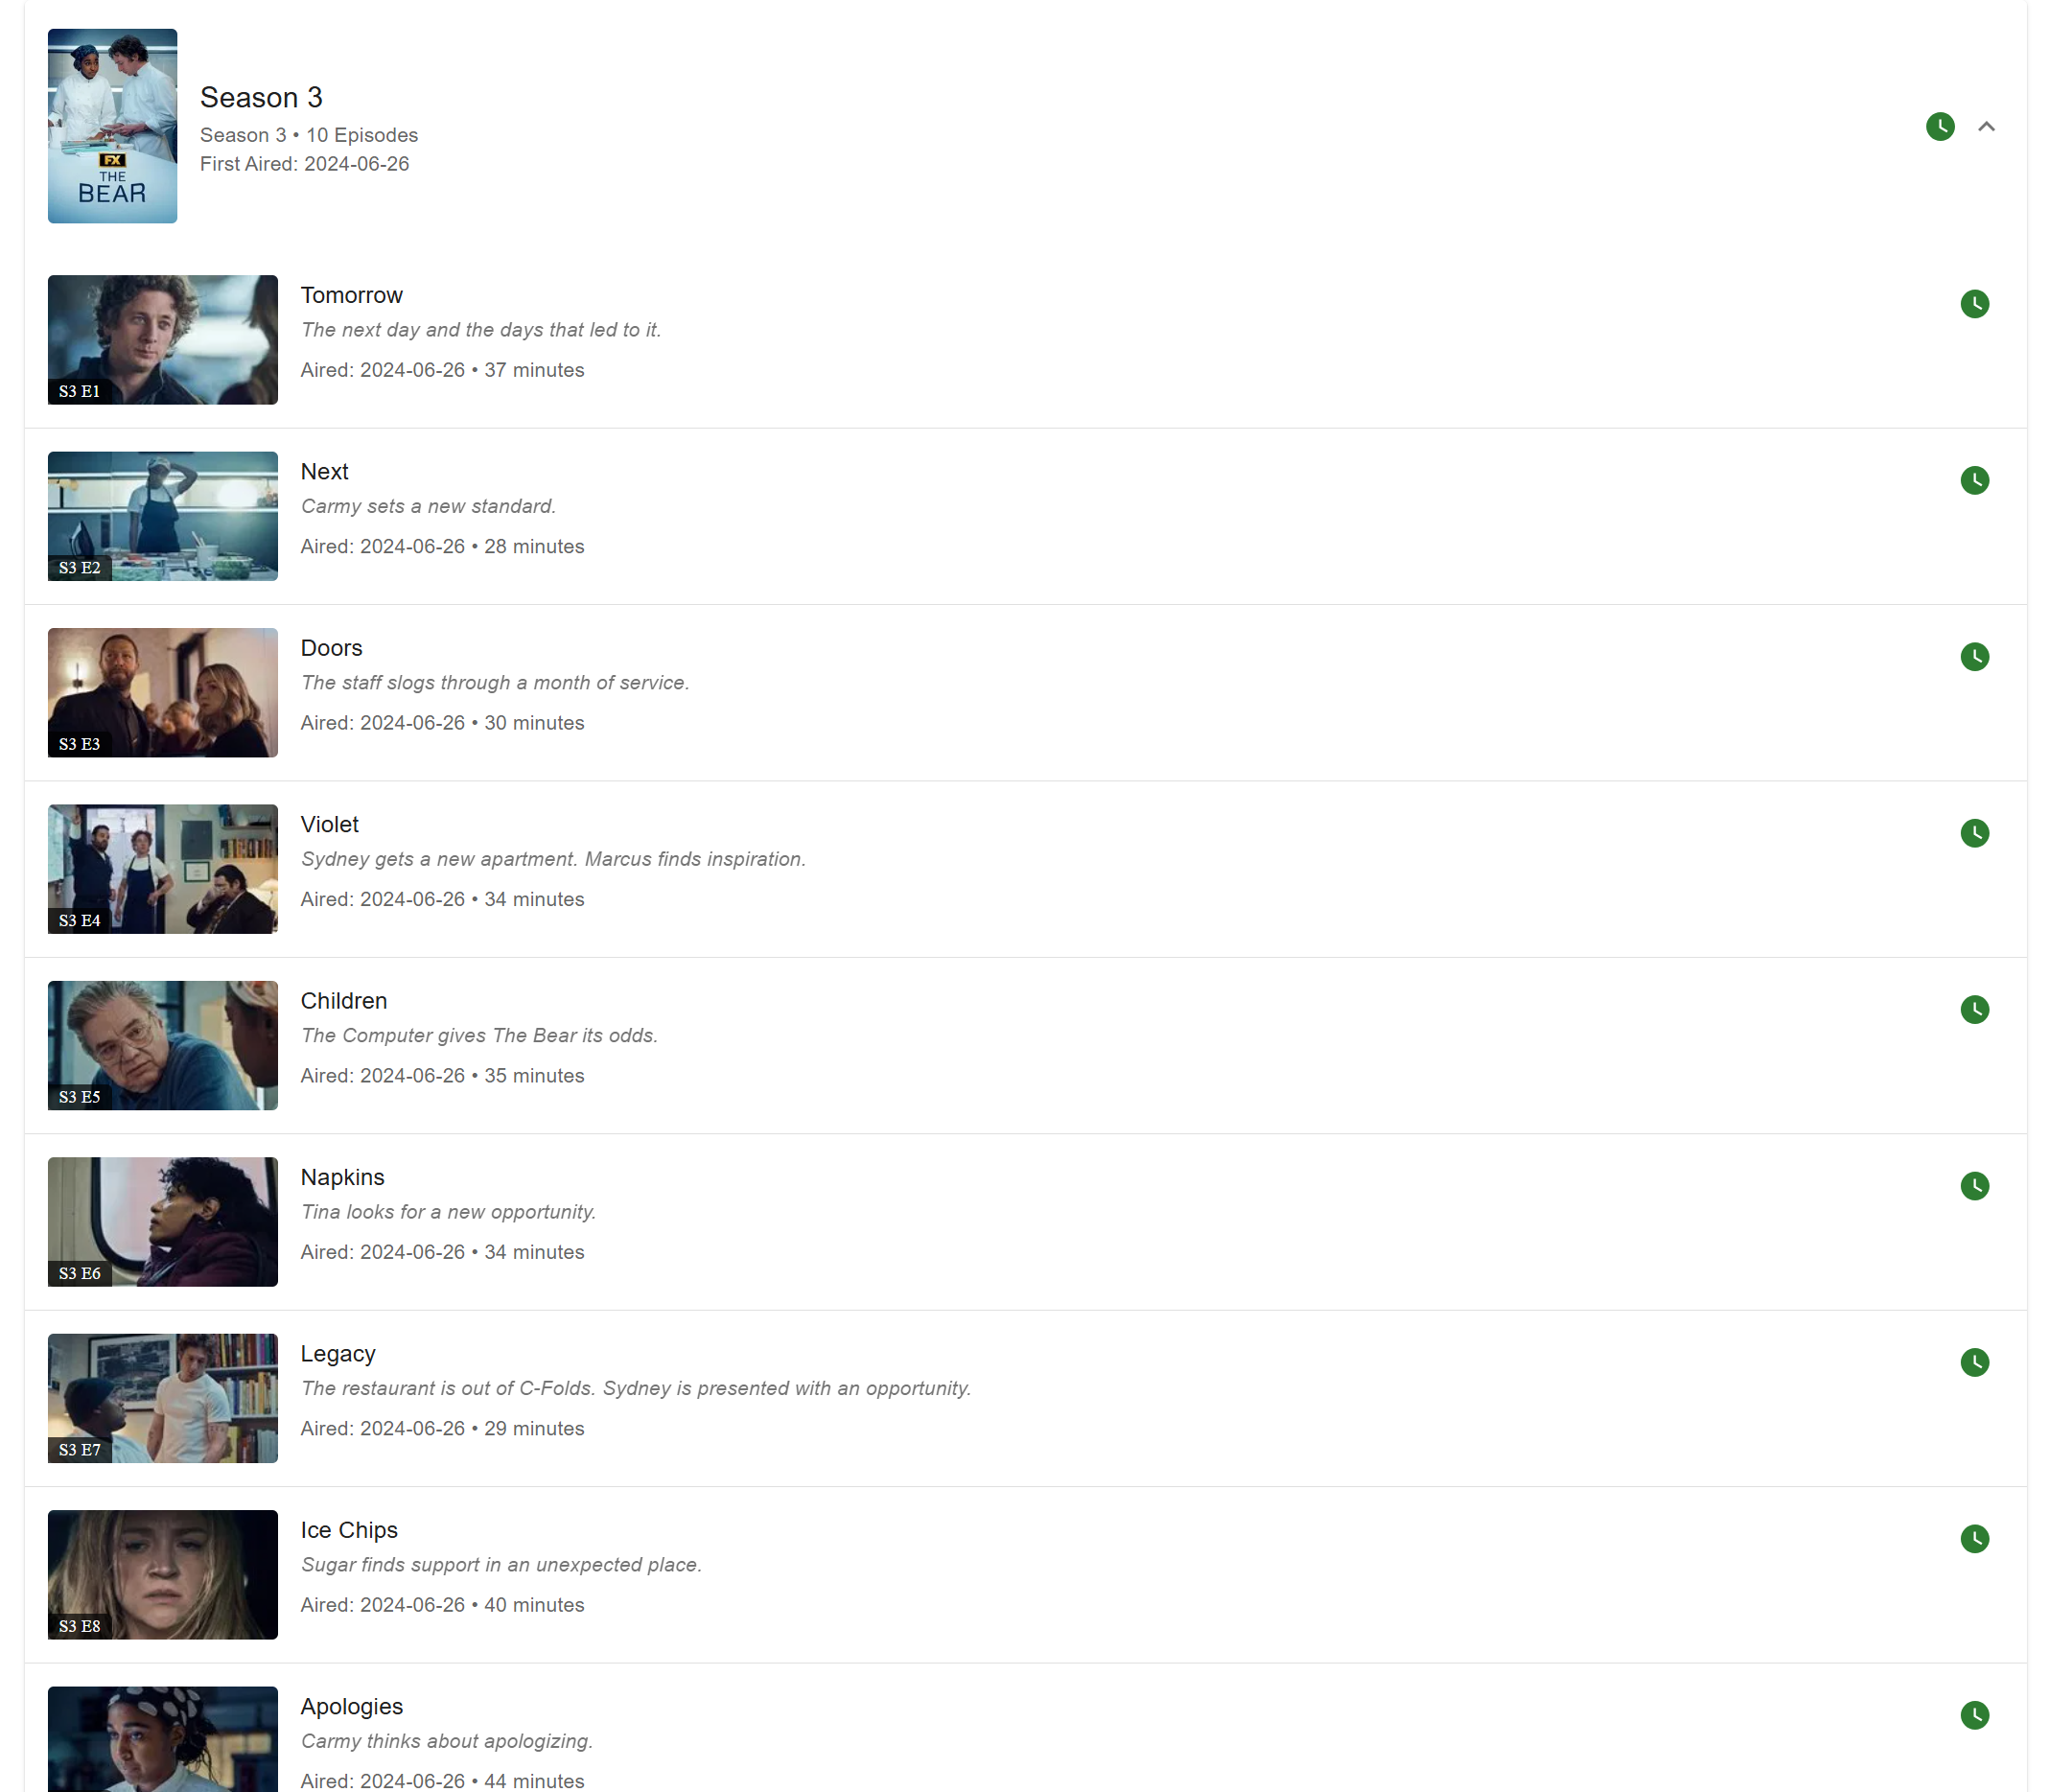 FX
THE
BEAR
Season 3
Season 3 • 10 Episodes
First Aired: 2024-06-26
S3 E1
Tomorrow
The next day and the days that led to it.
Aired: 2024-06-26 • 37 minutes
S3 E2
Next
Carmy sets a new standard.
Aired: 2024-06-26 • 28 minutes
S3 E3
Doors
The staff slogs through a month of service.
Aired: 2024-06-26 • 30 minutes
S3 E4
Violet
Sydney gets a new apartment. Marcus finds inspiration.
Aired: 2024-06-26 • 34 minutes
S3 E5
Children
The Computer gives The Bear its odds.
Aired: 2024-06-26 • 35 minutes
S3 E6
Napkins
Tina looks for a new opportunity.
Aired: 2024-06-26 • 34 minutes
S3 E7
Legacy
The restaurant is out of C-Folds. Sydney is presented with an opportunity.
Aired: 2024-06-26 • 29 minutes
S3 E8
Ice Chips
Sugar finds support in an unexpected place.
Aired: 2024-06-26 • 40 minutes
Apologies
Carmy thinks about apologizing.
Aired: 2024-06-26 • 44 minutes